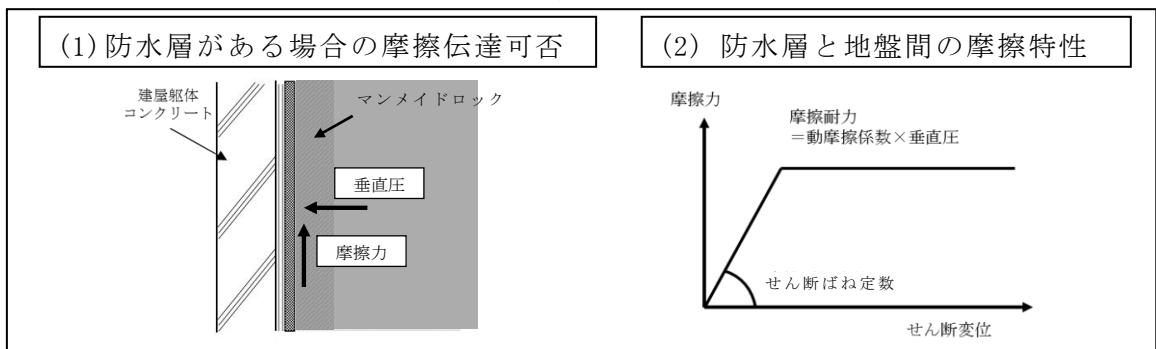 (1)防水層がある場合の摩擦伝達可否
建屋躯体
コンクリート
マンメイドロック
垂直圧
摩擦力
(2) 防水層と地盤間の摩擦特性
摩擦力
摩擦耐力
＝動摩擦係数×垂直圧
せん断ばね定数
せん断変位